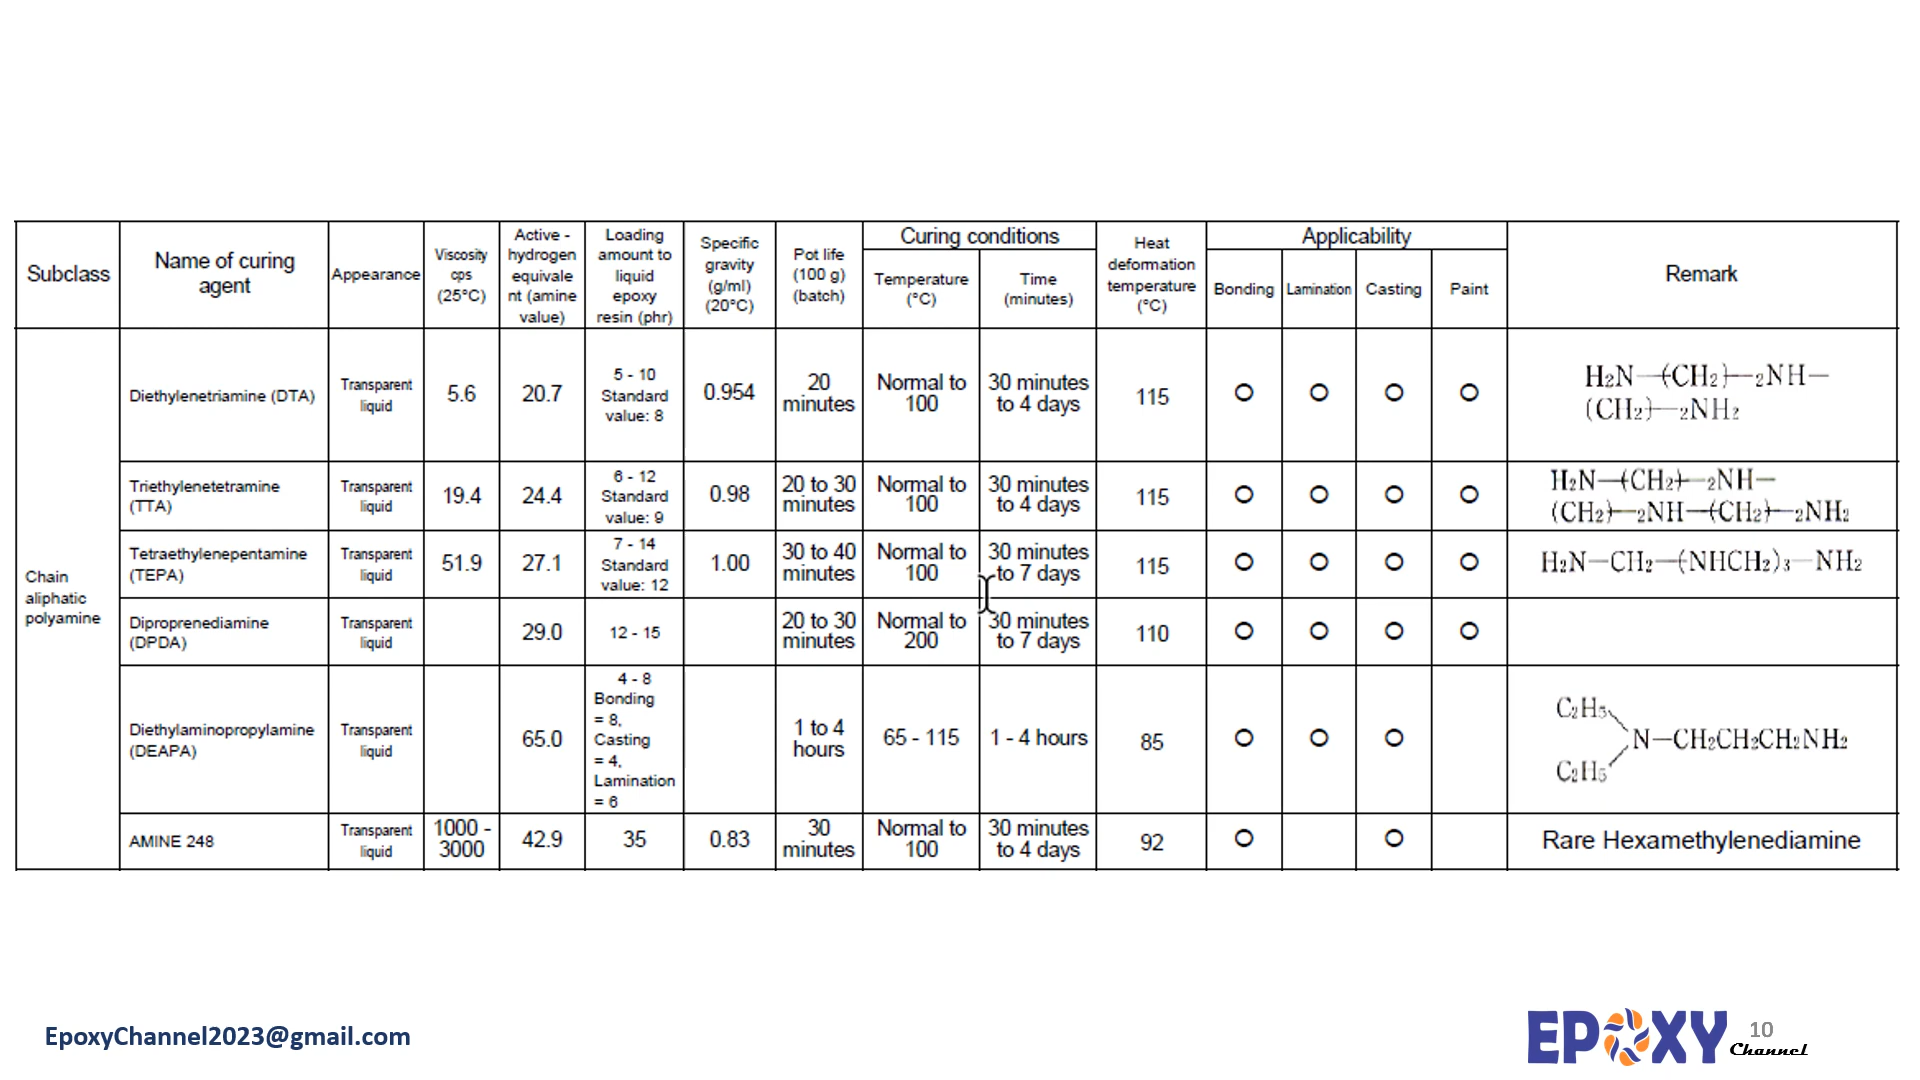 Subclass
Name of curing
agent
Appearance
Viscosity
cps
(25°C)
Active -
hydrogen
equivale
nt (amine
value)
Loading
amount to
liquid
epoxy
resin (phr)
Specific
gravity
(g/ml)
(20°C)
Pot life
(100 g)
(batch)
Curing conditions
Temperature
(°C)
Time
(minutes)
Heat
deformation
temperature
(°C)
Applicability
Bonding
Lamination
Casting
Paint
Remark
Chain
aliphatic
polyamine
Diethylenetriamine (DTA)
Transparent
liquid
5.6
20.7
5 - 10
Standard
value: 8
0.954
20
minutes
Normal to
100
30 minutes
to 4 days
115
O
O
O
O
H₂N—(CH₂)—₂NH—
(CH₂)—₂NH₂
Triethylenetetramine
(TTA)
Transparent
liquid
19.4
24.4
6 - 12
Standard
value: 9
0.98
20 to 30
minutes
Normal to
100
30 minutes
to 4 days
115
O
O
O
O
H₂N—(CH₂)—₂NH—
(CH₂)—₂NH—(CH₂)—₂NH₂
Tetraethylenepentamine
(TEPA)
Transparent
liquid
51.9
27.1
7 - 14
Standard
value: 12
1.00
30 to 40
minutes
Normal to
100
30 minutes
to 7 days
115
O
O
O
O
H₂N—CH₂—(NHCH₂)₃—NH₂
Diproprenediamine
(DPDA)
Transparent
liquid
29.0
12 - 15
20 to 30
minutes
Normal to
200
30 minutes
to 7 days
110
O
O
O
O
Diethylaminopropylamine
(DEAPA)
Transparent
liquid
65.0
4 - 8
Bonding
= 8,
Casting
= 4,
Lamination
= 6
1 to 4
hours
65 - 115
1 - 4 hours
85
O
O
O
C₂H₅
N—CH₂CH₂CH₂NH₂
C₂H₅
AMINE 248
Transparent
liquid
1000 -
3000
42.9
35
0.83
30
minutes
Normal to
100
30 minutes
to 4 days
92
O
O
Rare Hexamethylenediamine
EpoxyChannel2023@gmail.com
EPOXY
Channel
10